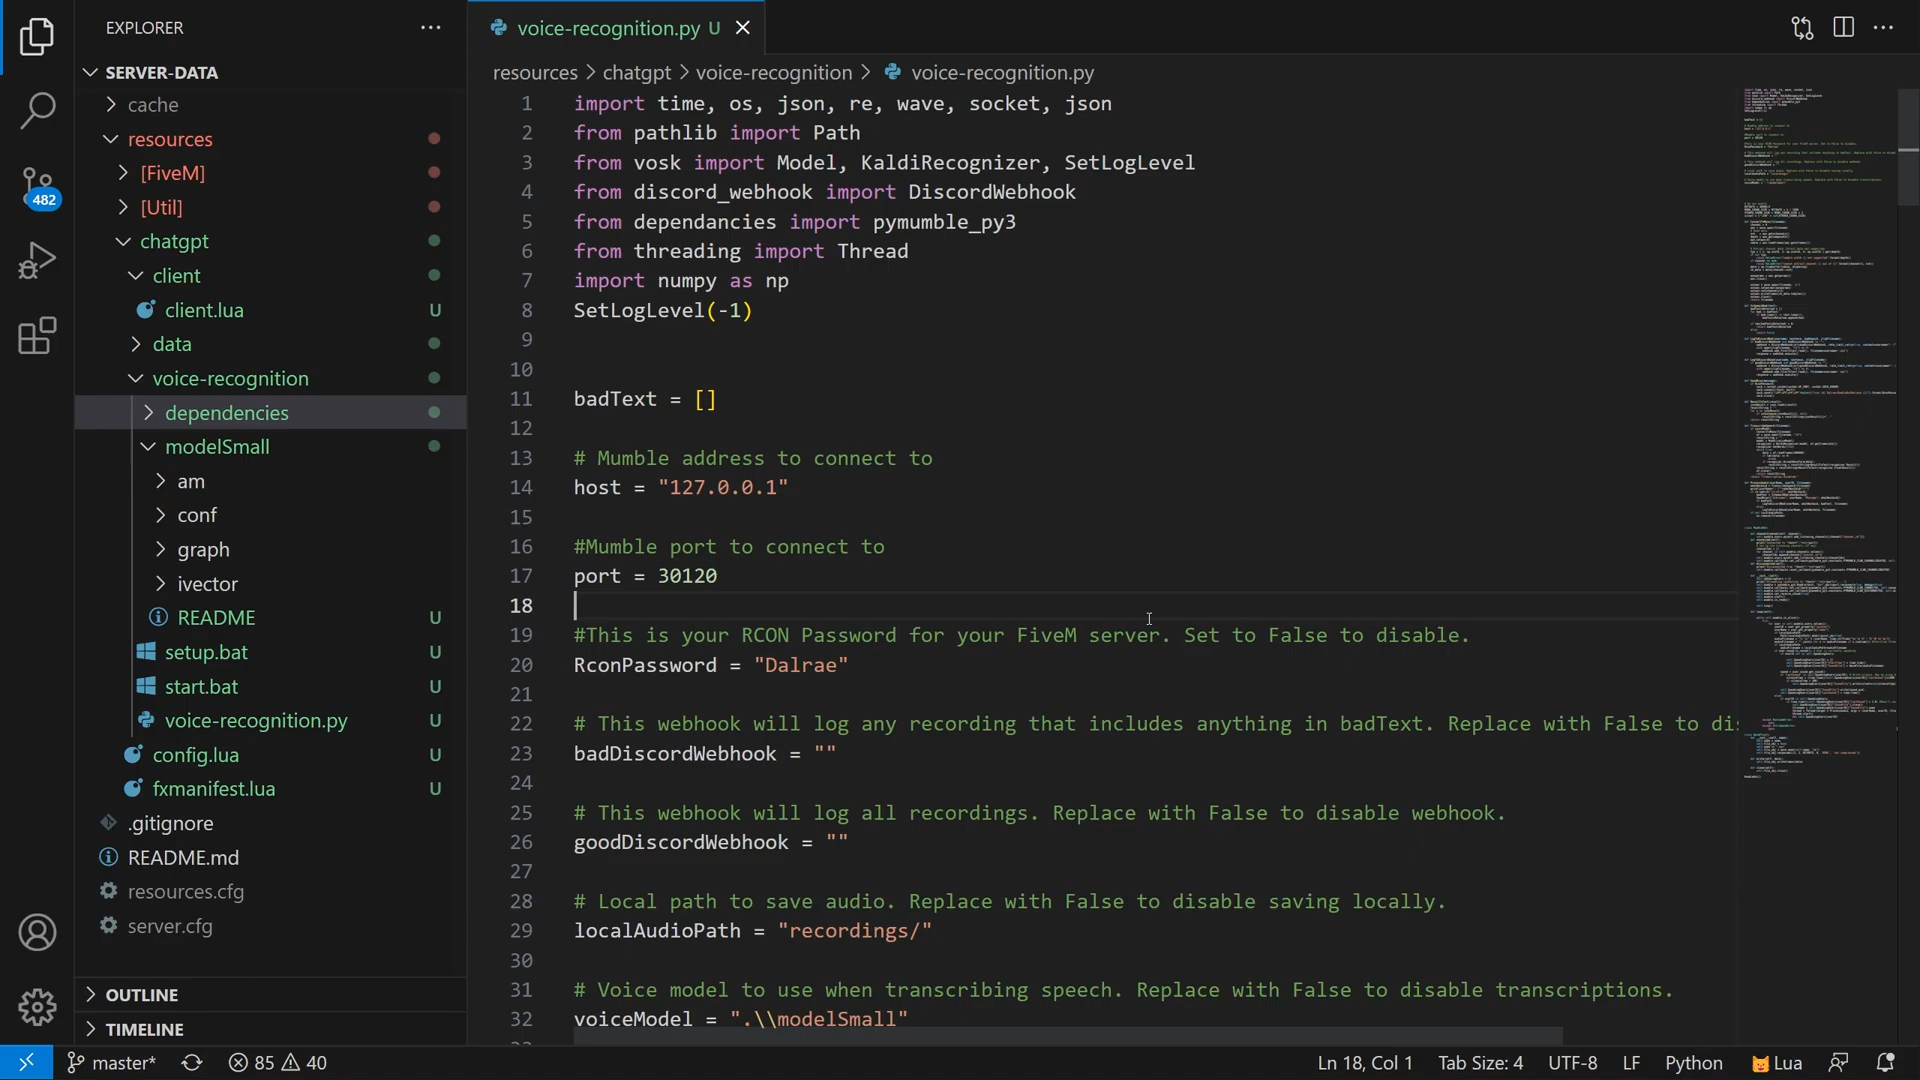 EXPLORER
SERVER-DATA
cache
resources
[FiveM]
[Util]
chatgpt
client
client.lua U
data
voice-recognition
dependencies
modelSmall
am
conf
graph
ivector
README U
setup.bat U
start.bat U
voice-recognition.py U
config.lua U
fxmanifest.lua U
.gitignore
README.md
resources.cfg
server.cfg
OUTLINE
TIMELINE
482
voice-recognition.py U
resources > chatgpt > voice-recognition > voice-recognition.py
1 import time, os, json, re, wave, socket, json
2 from pathlib import Path
3 from vosk import Model, KaldiRecognizer, SetLogLevel
4 from discord_webhook import DiscordWebhook
5 from dependancies import pymumble_py3
6 from threading import Thread
7 import numpy as np
8 SetLogLevel(-1)
9
10
11 badText = []
12
13 # Mumble address to connect to
14 host = "127.0.0.1"
15
16 #Mumble port to connect to
17 port = 30120
18
19 #This is your RCON Password for your FiveM server. Set to False to disable.
20 RconPassword = "Dalrae"
21
22 # This webhook will log any recording that includes anything in badText. Replace with False to dis
23 badDiscordWebhook = ""
24
25 # This webhook will log all recordings. Replace with False to disable webhook.
26 goodDiscordWebhook = ""
27
28 # Local path to save audio. Replace with False to disable saving locally.
29 localAudioPath = "recordings/"
30
31 # Voice model to use when transcribing speech. Replace with False to disable transcriptions.
32 voiceModel = ".\\modelSmall"
master* 85 40 Ln 18, Col 1 Tab Size: 4 UTF-8 LF Python Lua